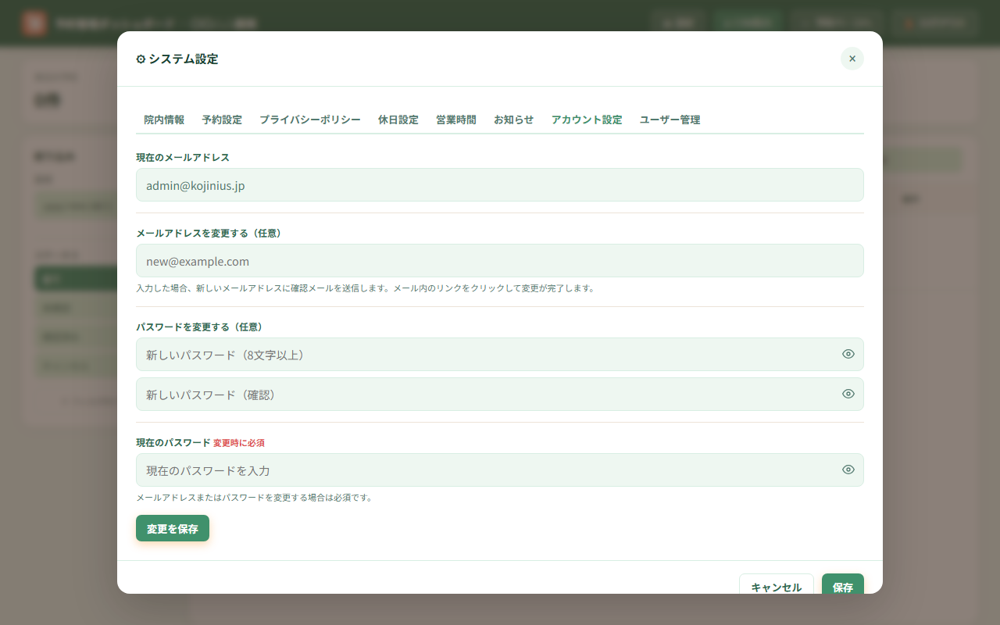 ⚙ システム設定
×
院内情報 予約設定 プライバシーポリシー 休日設定 営業時間 お知らせ アカウント設定 ユーザー管理
現在のメールアドレス
admin@kojinius.jp
メールアドレスを変更する（任意）
new@example.com
入力した場合、新しいメールアドレスに確認メールを送信します。メール内のリンクをクリックして変更が完了します。
パスワードを変更する（任意）
新しいパスワード（8文字以上）
新しいパスワード（確認）
現在のパスワード 変更時に必須
現在のパスワードを入力
メールアドレスまたはパスワードを変更する場合は必須です。
変更を保存
キャンセル 保存